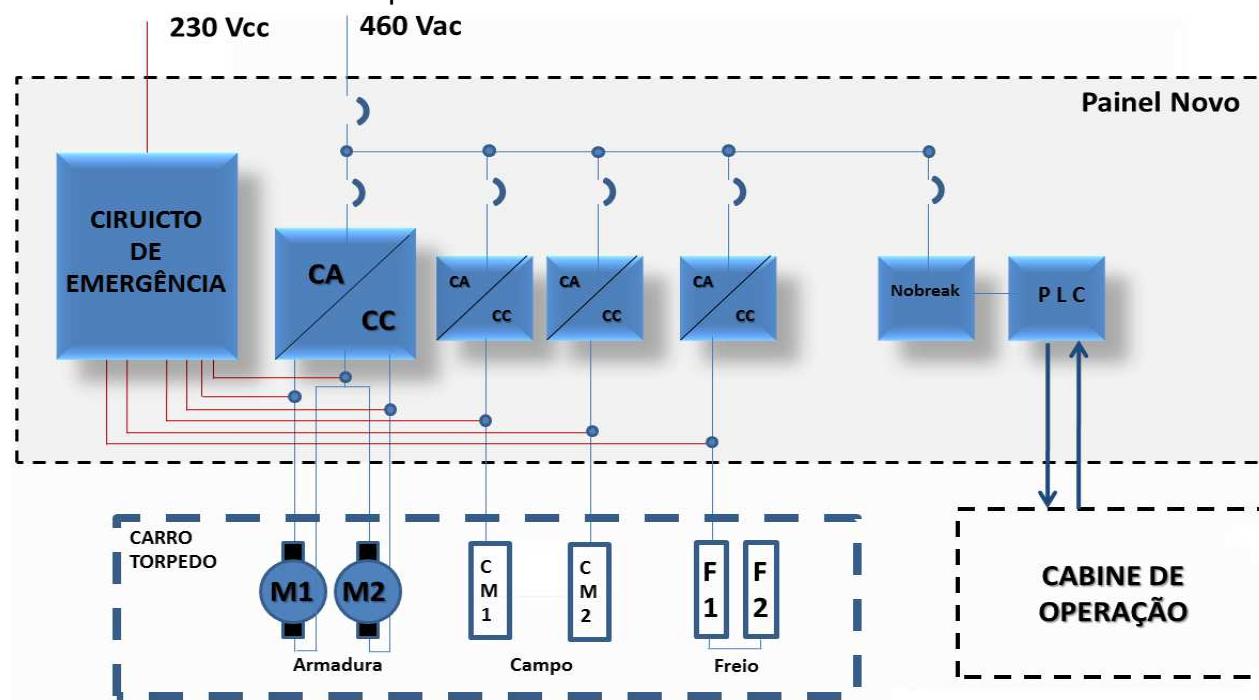 230 Vcc
460 Vac
Painel Novo
CIRUICTO
DE
EMERGÊNCIA
CA
CC
CA
CC
CA
CC
CA
CC
Nobreak
P L C
CARRO
TORPEDO
M1
M2
C
M
1
C
M
2
F
1
F
2
Armadura
Campo
Freio
CABINE DE
OPERAÇÃO